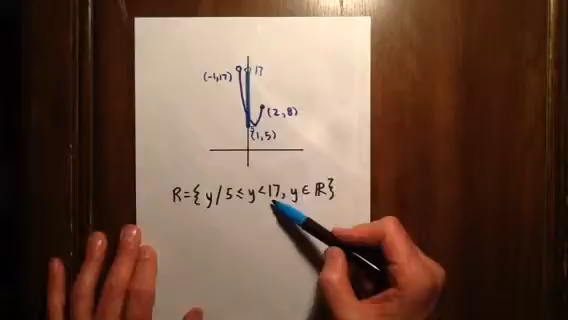 17
(-1,17)
(2,8)
(1,5)
R={y/5≤y<17, y∈ℝ}